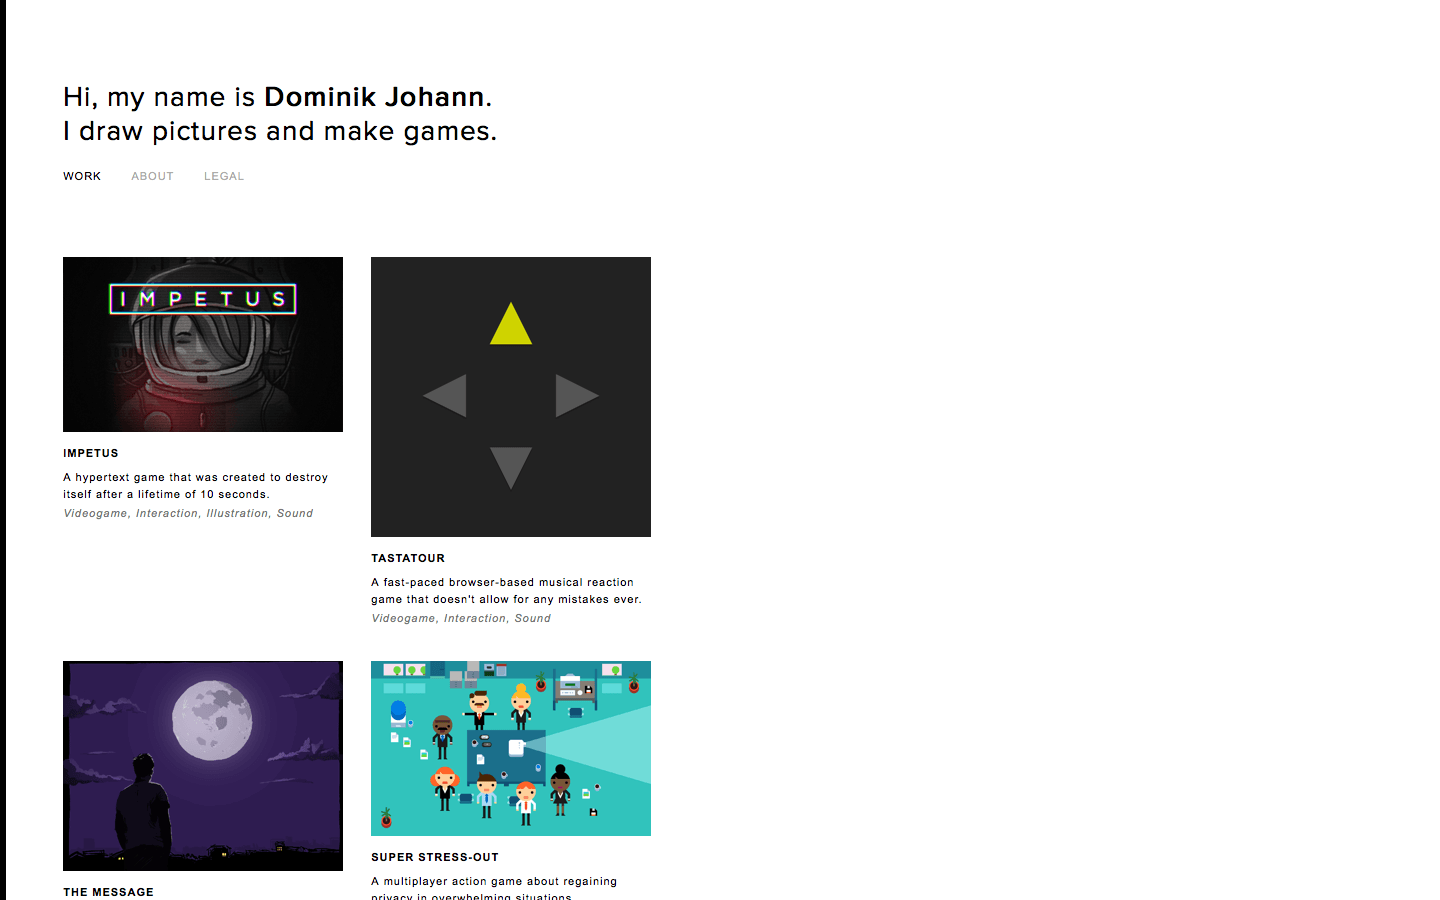 Hi, my name is Dominik Johann.
I draw pictures and make games.
WORK ABOUT LEGAL
IMPETUS
IMPETUS
A hypertext game that was created to destroy
itself after a lifetime of 10 seconds.
Videogame, Interaction, Illustration, Sound
TASTATOUR
A fast-paced browser-based musical reaction
game that doesn't allow for any mistakes ever.
Videogame, Interaction, Sound
THE MESSAGE
SUPER STRESS-OUT
A multiplayer action game about regaining
privacy in overwhelming situations